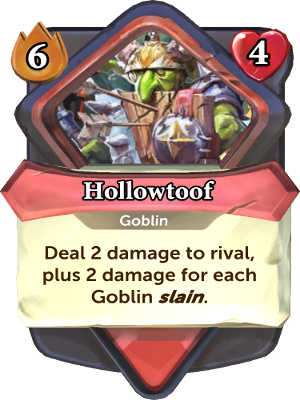 6
4
Hollowtoof
Goblin
Deal 2 damage to rival,
plus 2 damage for each
Goblin slain.